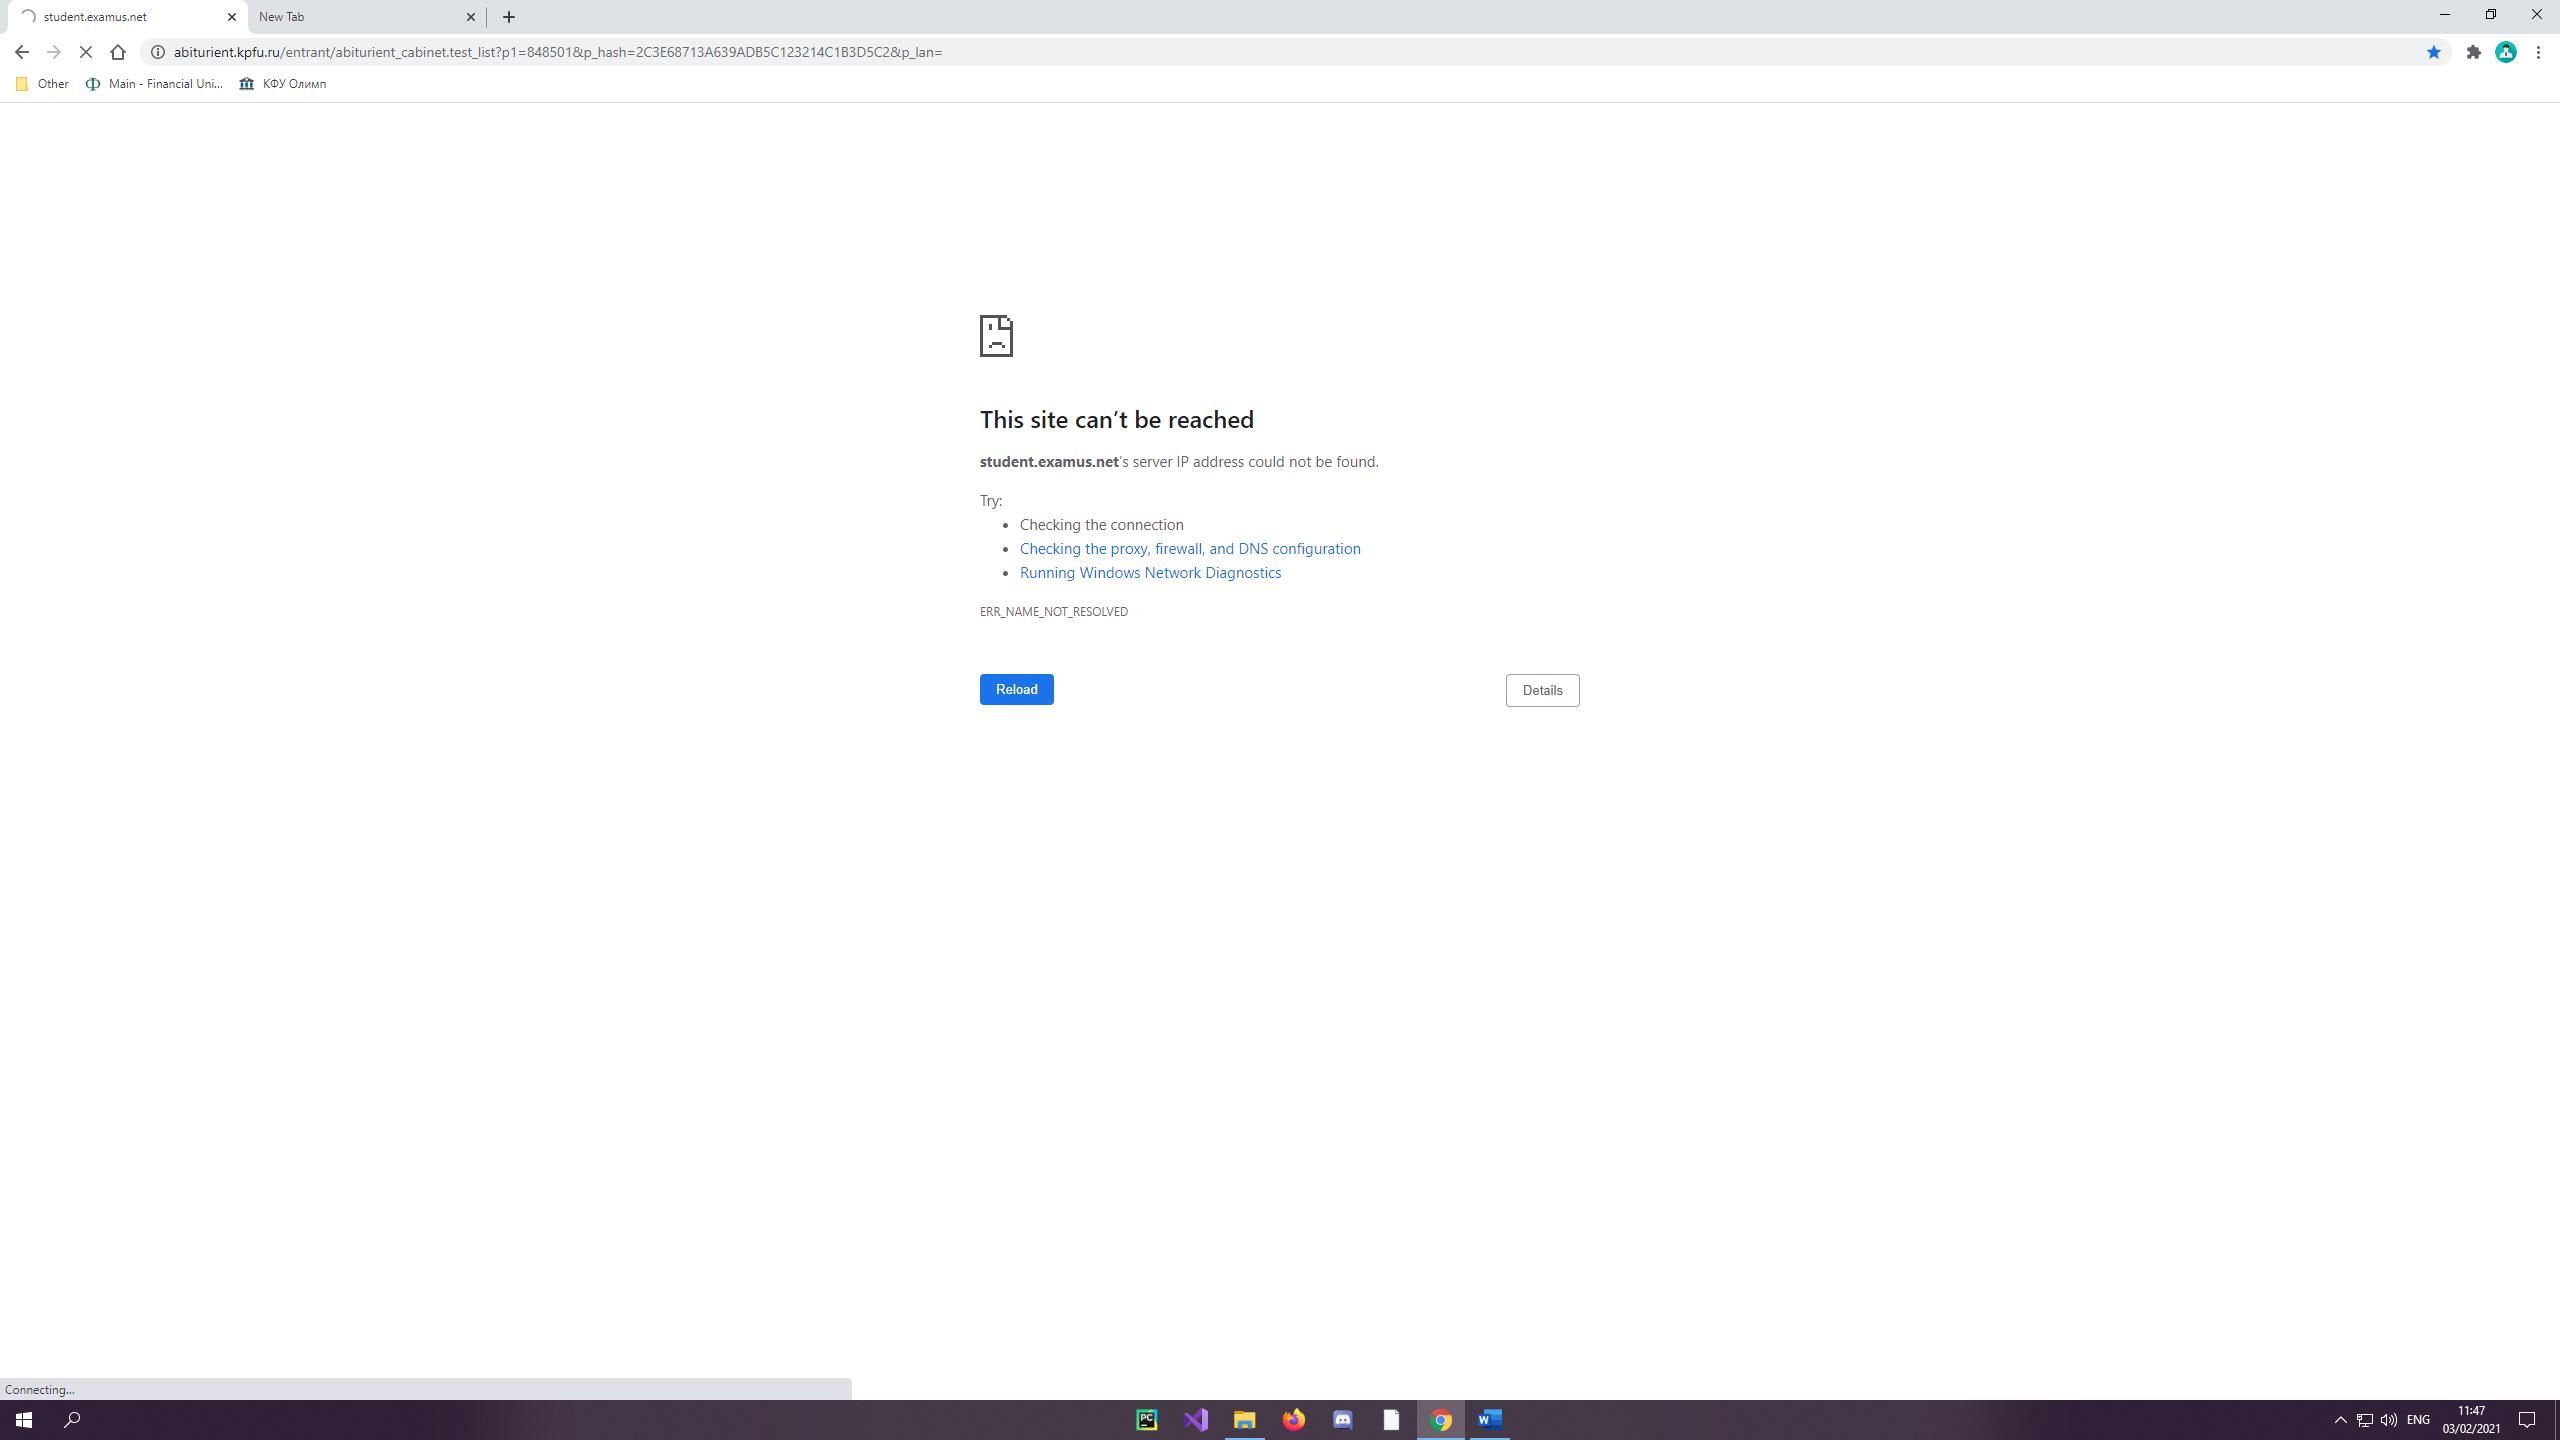 student.examus.net
New Tab
abiturient.kpfu.ru/entrant/abiturient_cabinet.test_list?p1=848501&p_hash=2C3E68713A639ADB5C123214C1B3D5C2&p_lan=
Other
Main - Financial Uni...
КФУ Олимп
This site can’t be reached
student.examus.net’s server IP address could not be found.
Try:
• Checking the connection
• Checking the proxy, firewall, and DNS configuration
• Running Windows Network Diagnostics
ERR_NAME_NOT_RESOLVED
Reload
Details
Connecting...
PC
W
ENG
11:47
03/02/2021